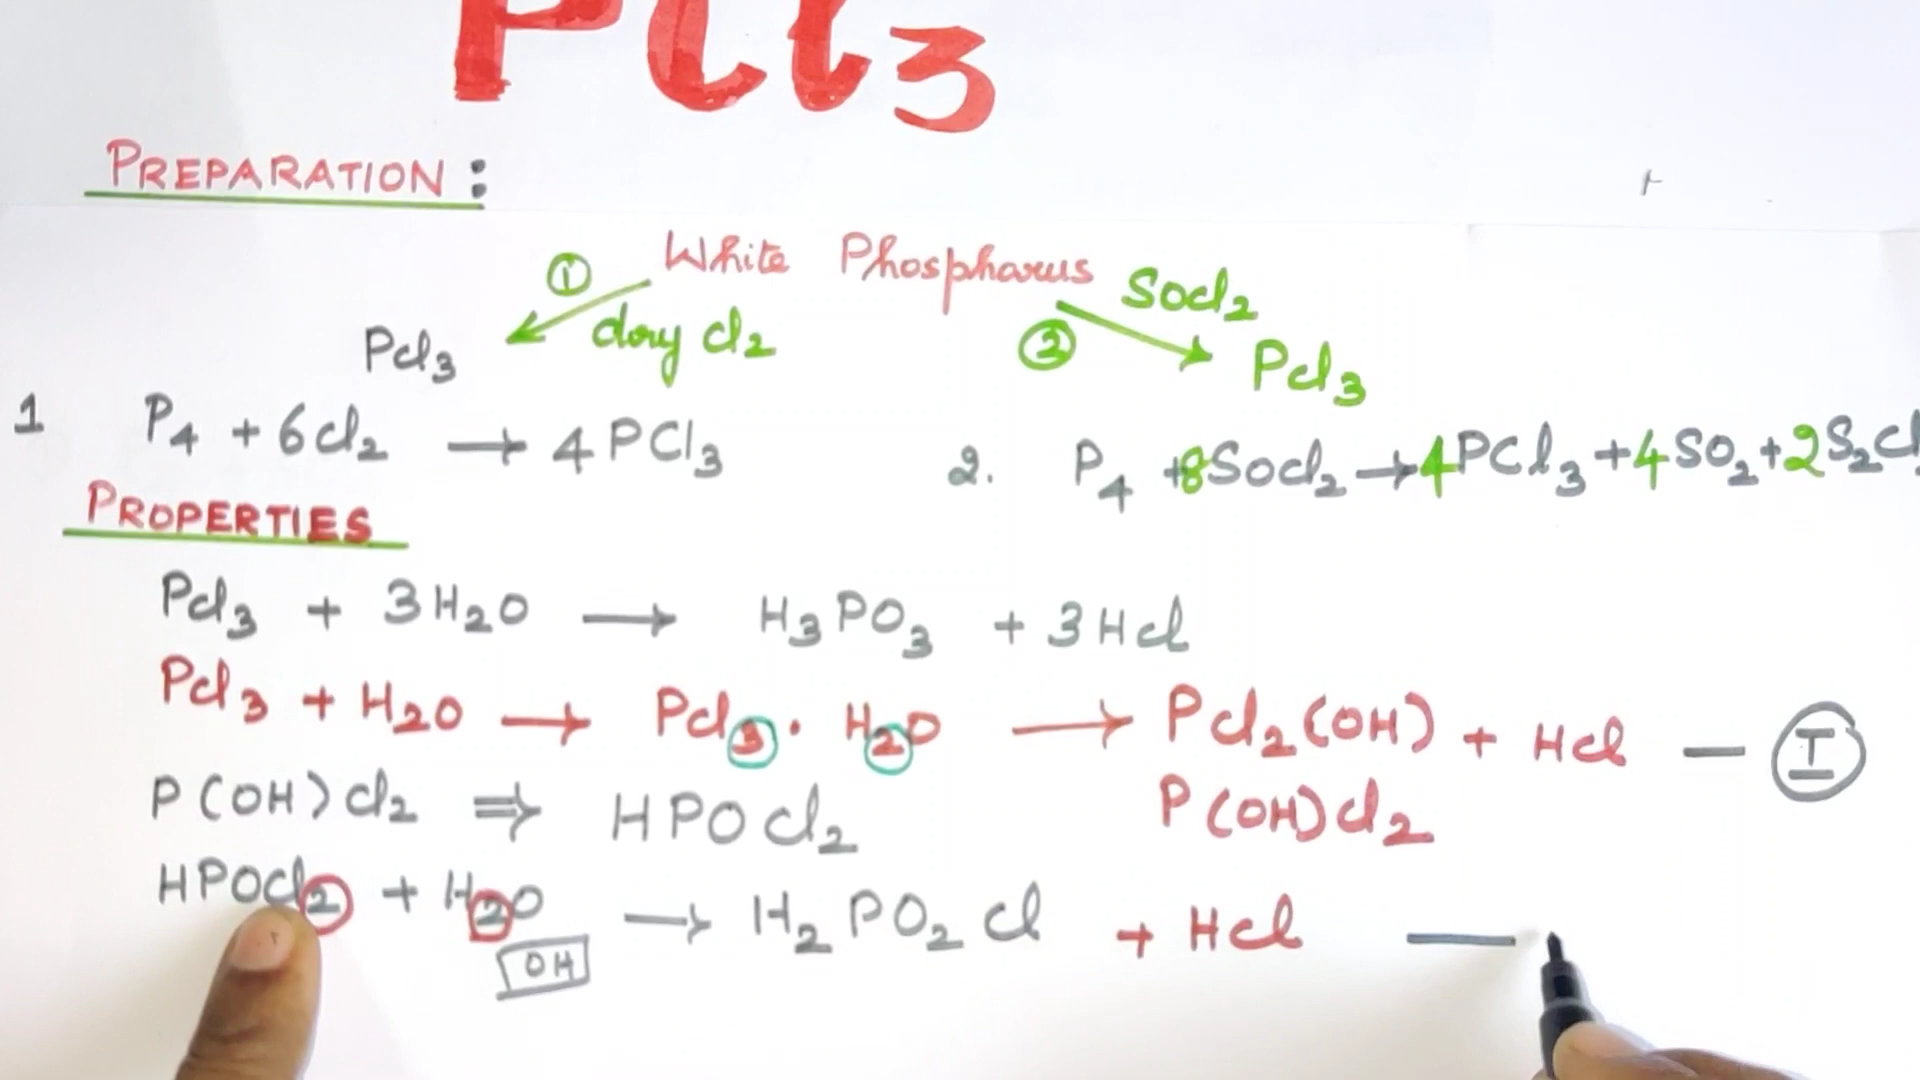 PCl3
PREPARATION :
White Phosphorus
① dry Cl2 SOCl2
PCl3 ② PCl3
1 P4 + 6Cl2 → 4PCl3
2. P4 + 8SOCl2 → 4PCl3 + 4SO2 + 2S2Cl
PROPERTIES
PCl3 + 3H2O → H3PO3 + 3HCl
PCl3 + H2O → PCl3 · H2O → PCl2(OH) + HCl — I
P(OH)Cl2 ⇒ HPOCl2 P(OH)Cl2
HPOCl2 + H2O → H2PO2Cl + HCl —
OH